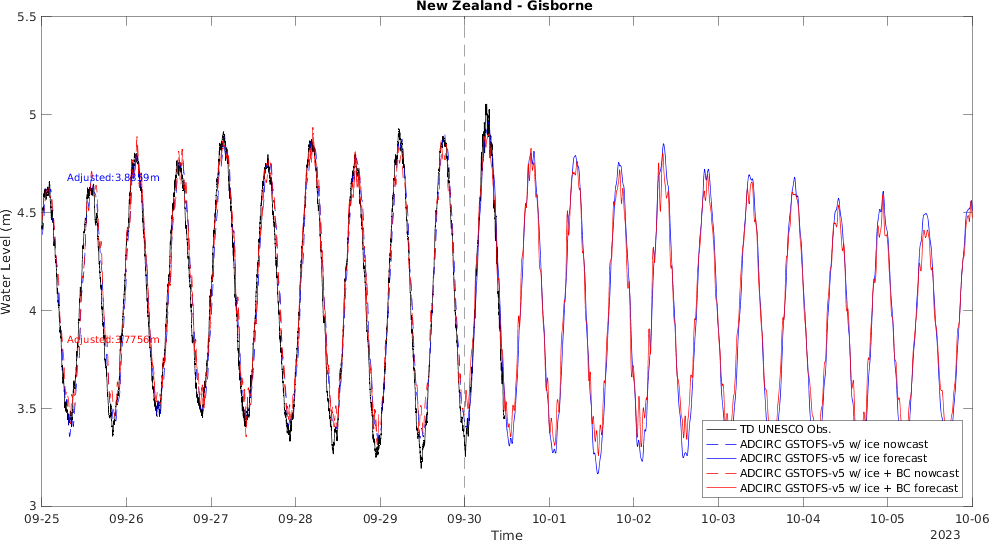 New Zealand - Gisborne
5.5
5
4.5
4
3.5
3
Water Level (m)
Adjusted:3.8859m
Adjusted:3.7756m
TD UNESCO Obs.
ADCIRC GSTOFS-v5 w/ ice nowcast
ADCIRC GSTOFS-v5 w/ ice forecast
ADCIRC GSTOFS-v5 w/ ice + BC nowcast
ADCIRC GSTOFS-v5 w/ ice + BC forecast
09-25 09-26 09-27 09-28 09-29 09-30 10-01 10-02 10-03 10-04 10-05 10-06
Time
2023